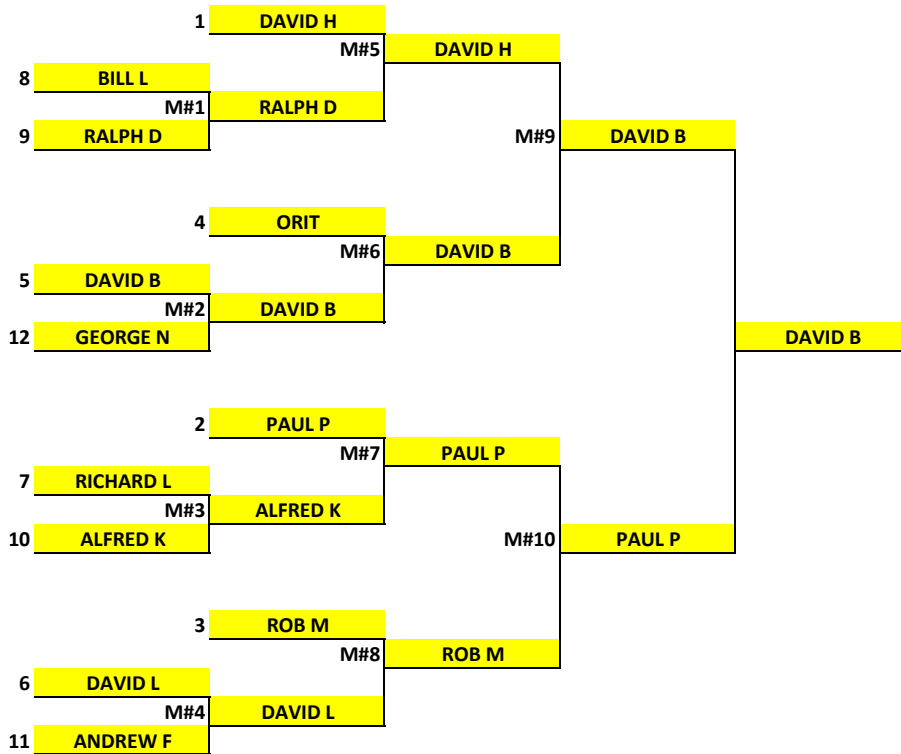 1 DAVID H
M#5 DAVID H
8 BILL L
M#1 RALPH D
9 RALPH D
M#9 DAVID B
4 ORIT
M#6 DAVID B
5 DAVID B
M#2 DAVID B
12 GEORGE N
DAVID B
2 PAUL P
M#7 PAUL P
7 RICHARD L
M#3 ALFRED K
10 ALFRED K
M#10 PAUL P
3 ROB M
M#8 ROB M
6 DAVID L
M#4 DAVID L
11 ANDREW F